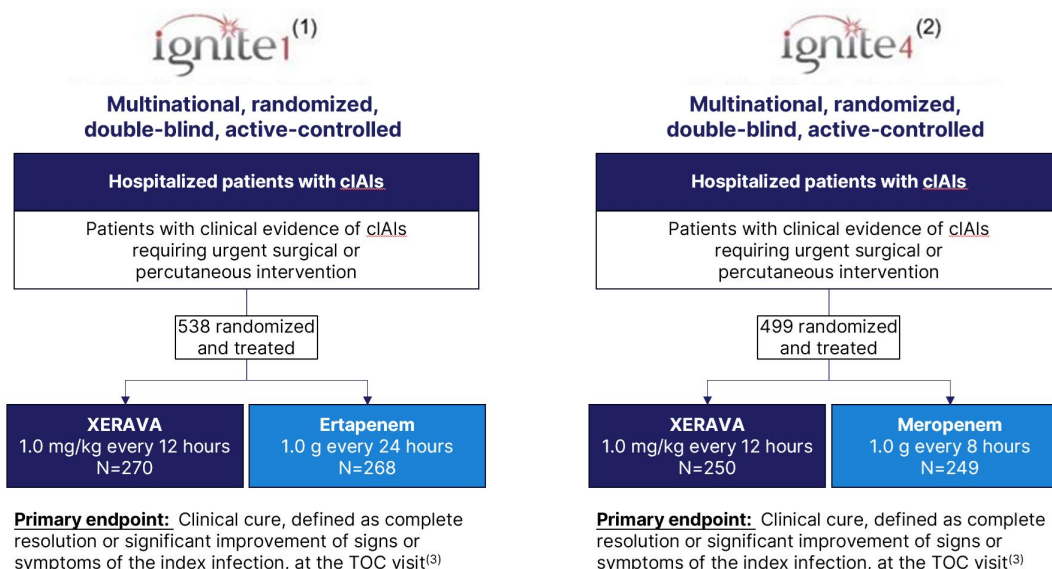 ignite1(1)
Multinational, randomized,
double-blind, active-controlled
Hospitalized patients with cIAIs
Patients with clinical evidence of cIAIs
requiring urgent surgical or
percutaneous intervention
538 randomized
and treated
XERAVA
1.0 mg/kg every 12 hours
N=270
Ertapenem
1.0 g every 24 hours
N=268
Primary endpoint: Clinical cure, defined as complete
resolution or significant improvement of signs or
symptoms of the index infection, at the TOC visit(3)
ignite4(2)
Multinational, randomized,
double-blind, active-controlled
Hospitalized patients with cIAIs
Patients with clinical evidence of cIAIs
requiring urgent surgical or
percutaneous intervention
499 randomized
and treated
XERAVA
1.0 mg/kg every 12 hours
N=250
Meropenem
1.0 g every 8 hours
N=249
Primary endpoint: Clinical cure, defined as complete
resolution or significant improvement of signs or
symptoms of the index infection, at the TOC visit(3)